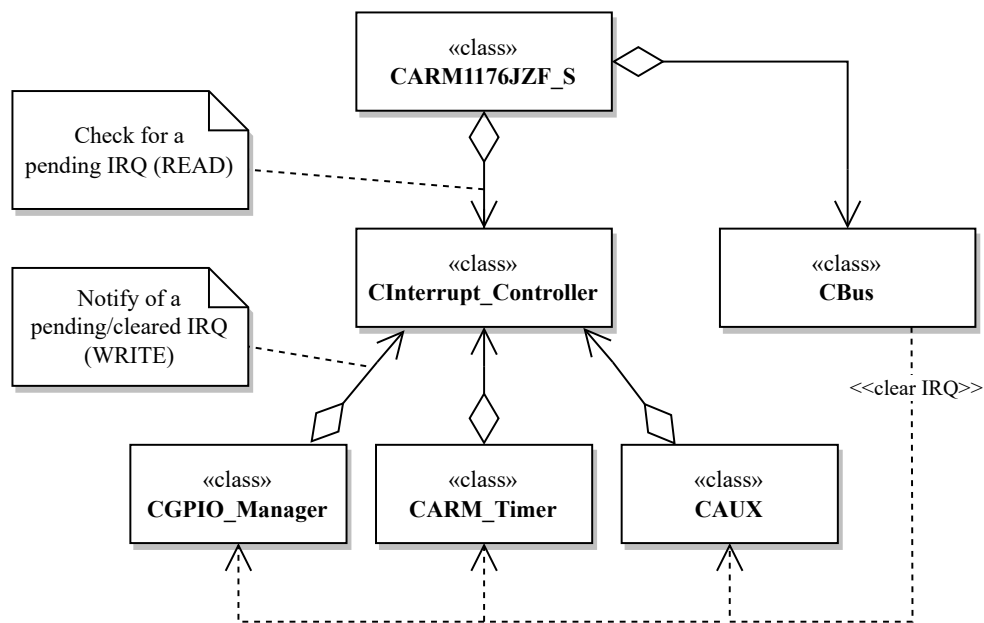 «class»
CARM1176JZF_S
Check for a
pending IRQ (READ)
«class»
CInterrupt_Controller
«class»
CBus
Notify of a
pending/cleared IRQ
(WRITE)
<<clear IRQ>>
«class»
CGPIO_Manager
«class»
CARM_Timer
«class»
CAUX